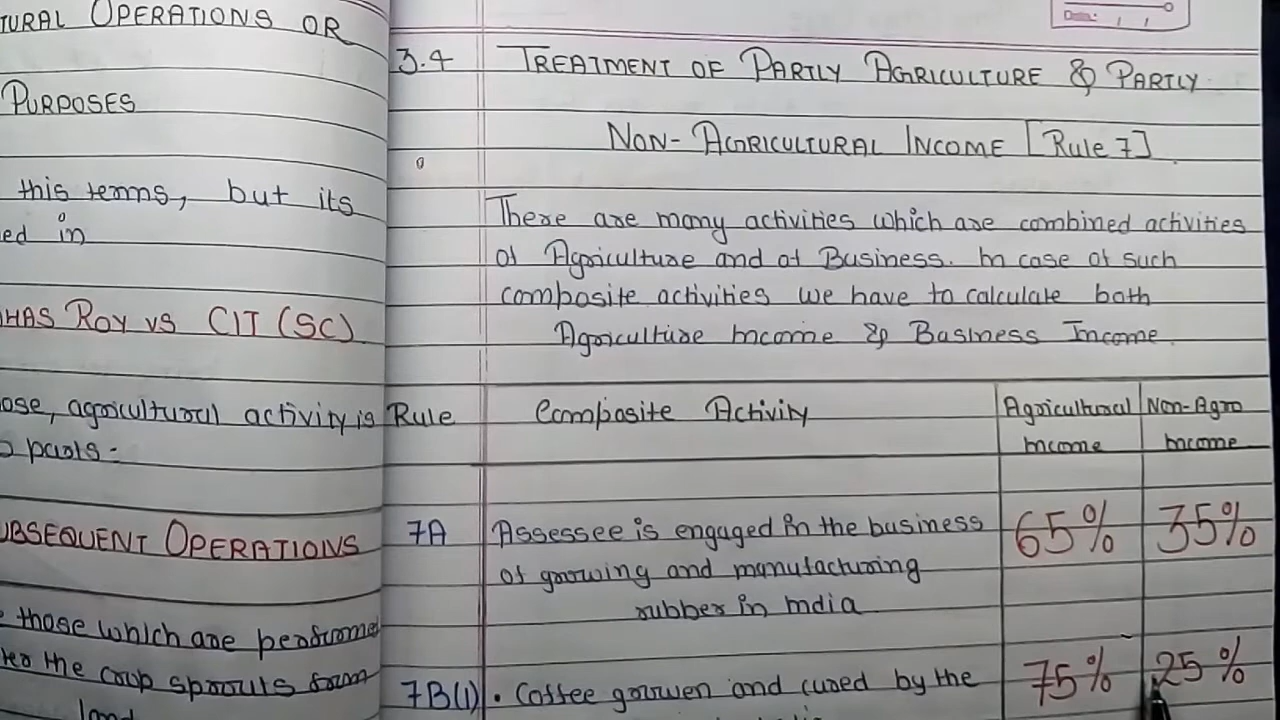 TURAL OPERATIONS OR
PURPOSES
this terms, but its
ed in
HAS ROY VS CIT (SC)
ose, agricultural activity is
parts-
UBSEQUENT OPERATIONS
those which are performe
the crop sprouts from
land
Date: / /
3.4 TREATMENT OF PARTLY AGRICULTURE & PARTLY
NON-AGRICULTURAL INCOME [Rule 7]
There are many activities which are combined activities
of Agriculture and of Business. In case of such
composite activities we have to calculate both
Agriculture Income & Business Income.
Rule Composite Activity Agricultural Income Non-Agro Income
7A Assessee is engaged in the business 65% 35%
of growing and manufacturing
rubber in India
7B(1) • Coffee grown and cured by the 75% 25%